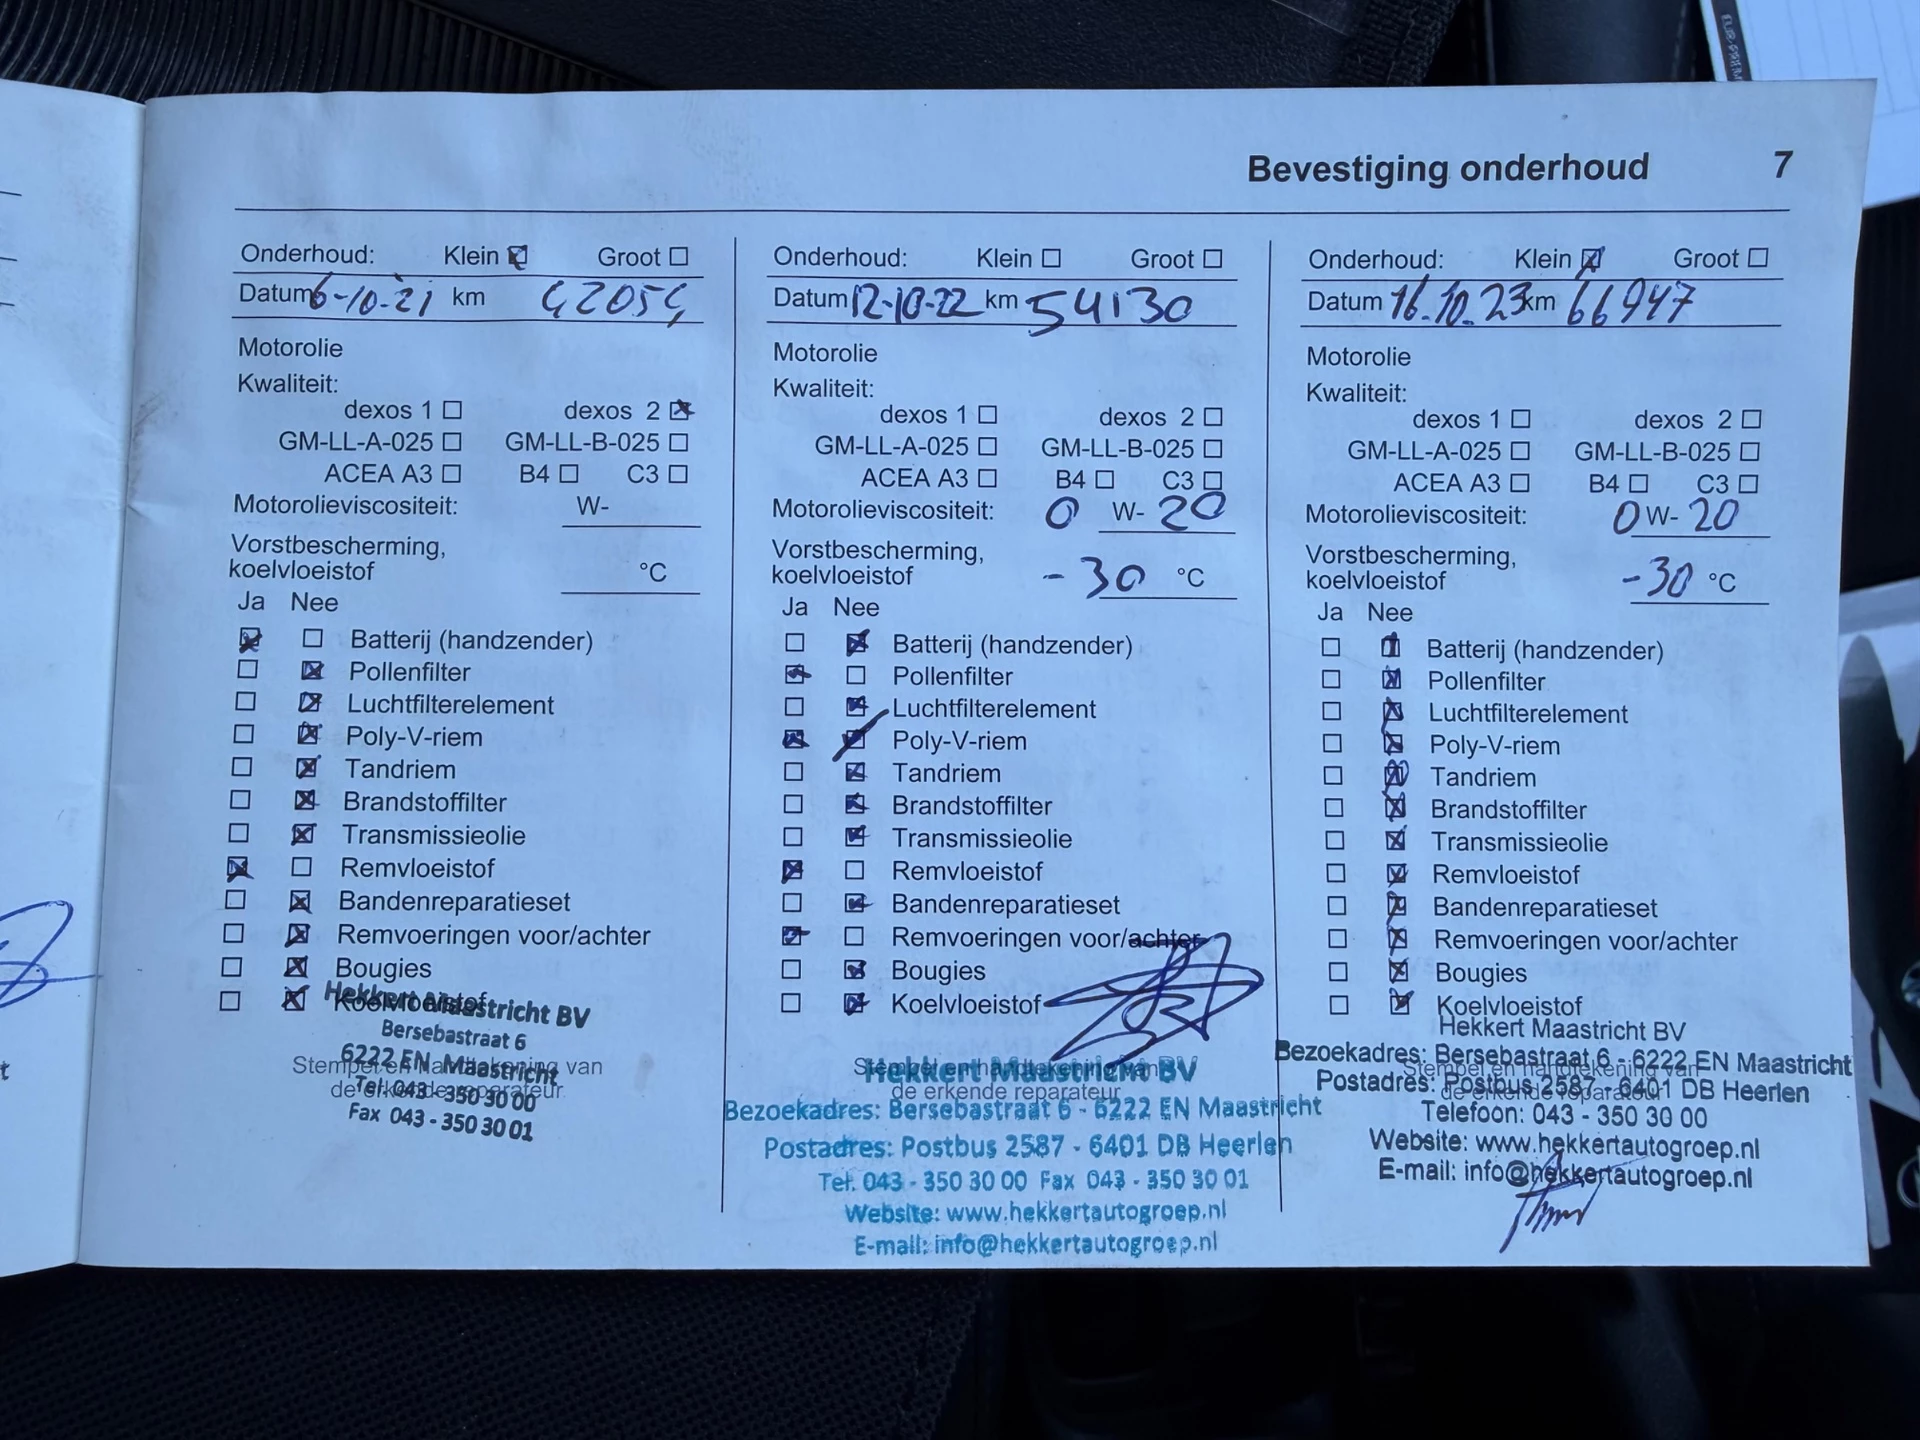 Bevestiging onderhoud 7
Onderhoud: Klein Groot
Datum 6-10-21 km 42054
Motorolie
Kwaliteit:
dexos 1 dexos 2
GM-LL-A-025 GM-LL-B-025
ACEA A3 B4 C3
Motorolieviscositeit: W-
Vorstbescherming,
koelvloeistof °C
Ja Nee
Batterij (handzender)
Pollenfilter
Luchtfilterelement
Poly-V-riem
Tandriem
Brandstoffilter
Transmissieolie
Remvloeistof
Bandenreparatieset
Remvoeringen voor/achter
Bougies
Koelvloeistof
Hekkert Maastricht BV
Bersebastraat 6
6222 EN Maastricht
Stempel en handtekening van
Tel. 043 - 350 30 00
de erkende reparateur
Fax 043 - 350 30 01
Onderhoud: Klein Groot
Datum 12-10-22 km 54130
Motorolie
Kwaliteit:
dexos 1 dexos 2
GM-LL-A-025 GM-LL-B-025
ACEA A3 B4 C3
Motorolieviscositeit: 0 W- 20
Vorstbescherming,
koelvloeistof -30 °C
Ja Nee
Batterij (handzender)
Pollenfilter
Luchtfilterelement
Poly-V-riem
Tandriem
Brandstoffilter
Transmissieolie
Remvloeistof
Bandenreparatieset
Remvoeringen voor/achter
Bougies
Koelvloeistof
Stempel en handtekening van
Hekkert Maastricht BV
de erkende reparateur
Bezoekadres: Bersebastraat 6 - 6222 EN Maastricht
Postadres: Postbus 2587 - 6401 DB Heerlen
Tel. 043 - 350 30 00 Fax 043 - 350 30 01
Website: www.hekkertautogroep.nl
E-mail: info@hekkertautogroep.nl
Onderhoud: Klein Groot
Datum 16.10.23 km 66947
Motorolie
Kwaliteit:
dexos 1 dexos 2
GM-LL-A-025 GM-LL-B-025
ACEA A3 B4 C3
Motorolieviscositeit: 0 W- 20
Vorstbescherming,
koelvloeistof -30 °C
Ja Nee
Batterij (handzender)
Pollenfilter
Luchtfilterelement
Poly-V-riem
Tandriem
Brandstoffilter
Transmissieolie
Remvloeistof
Bandenreparatieset
Remvoeringen voor/achter
Bougies
Koelvloeistof
Hekkert Maastricht BV
Bezoekadres: Bersebastraat 6 - 6222 EN Maastricht
Stempel en handtekening van
Postadres: Postbus 2587 - 6401 DB Heerlen
de erkende reparateur
Telefoon: 043 - 350 30 00
Website: www.hekkertautogroep.nl
E-mail: info@hekkertautogroep.nl